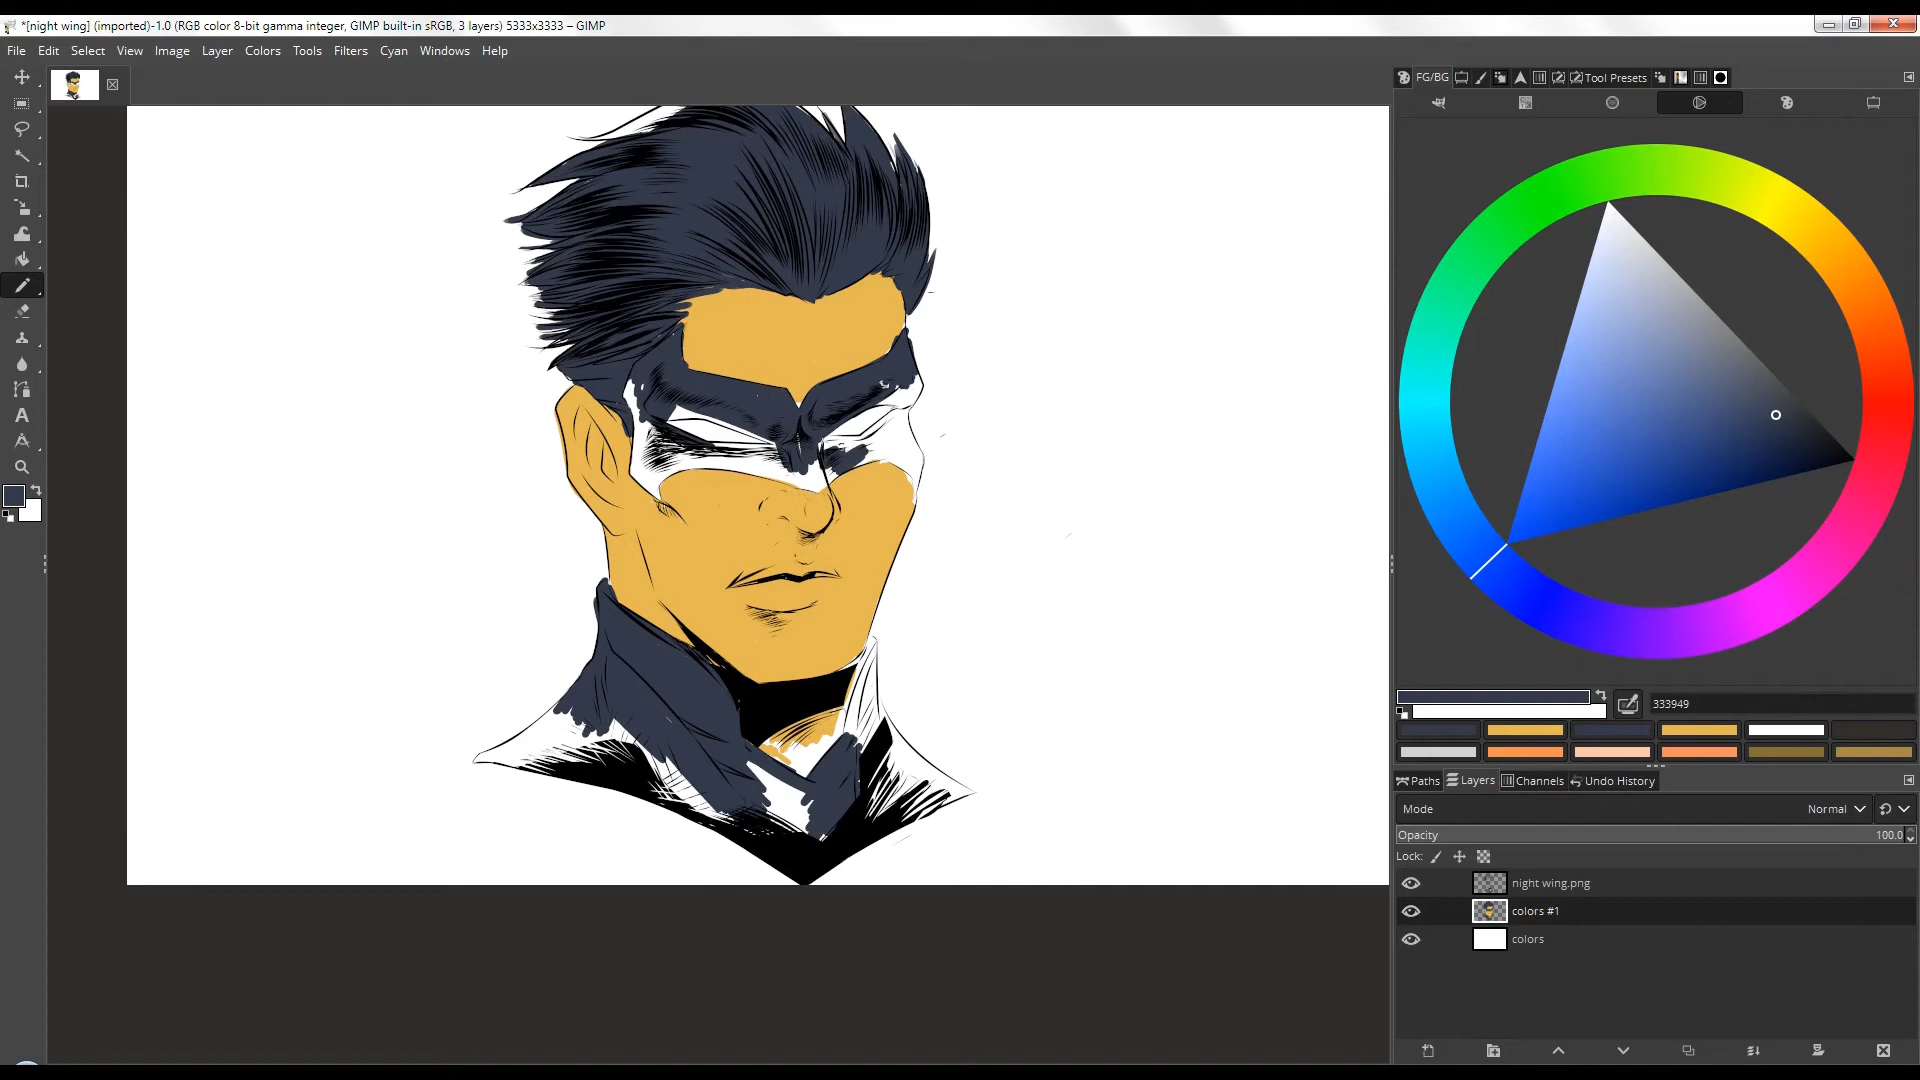 *[night wing] (imported)-1.0 (RGB color 8-bit gamma integer, GIMP built-in sRGB, 3 layers) 5333x3333 – GIMP
File Edit Select View Image Layer Colors Tools Filters Cyan Windows Help
FG/BG Tool Presets
333949
Paths Layers Channels Undo History
Mode Normal
Opacity 100.0
Lock:
night wing.png
colors #1
colors